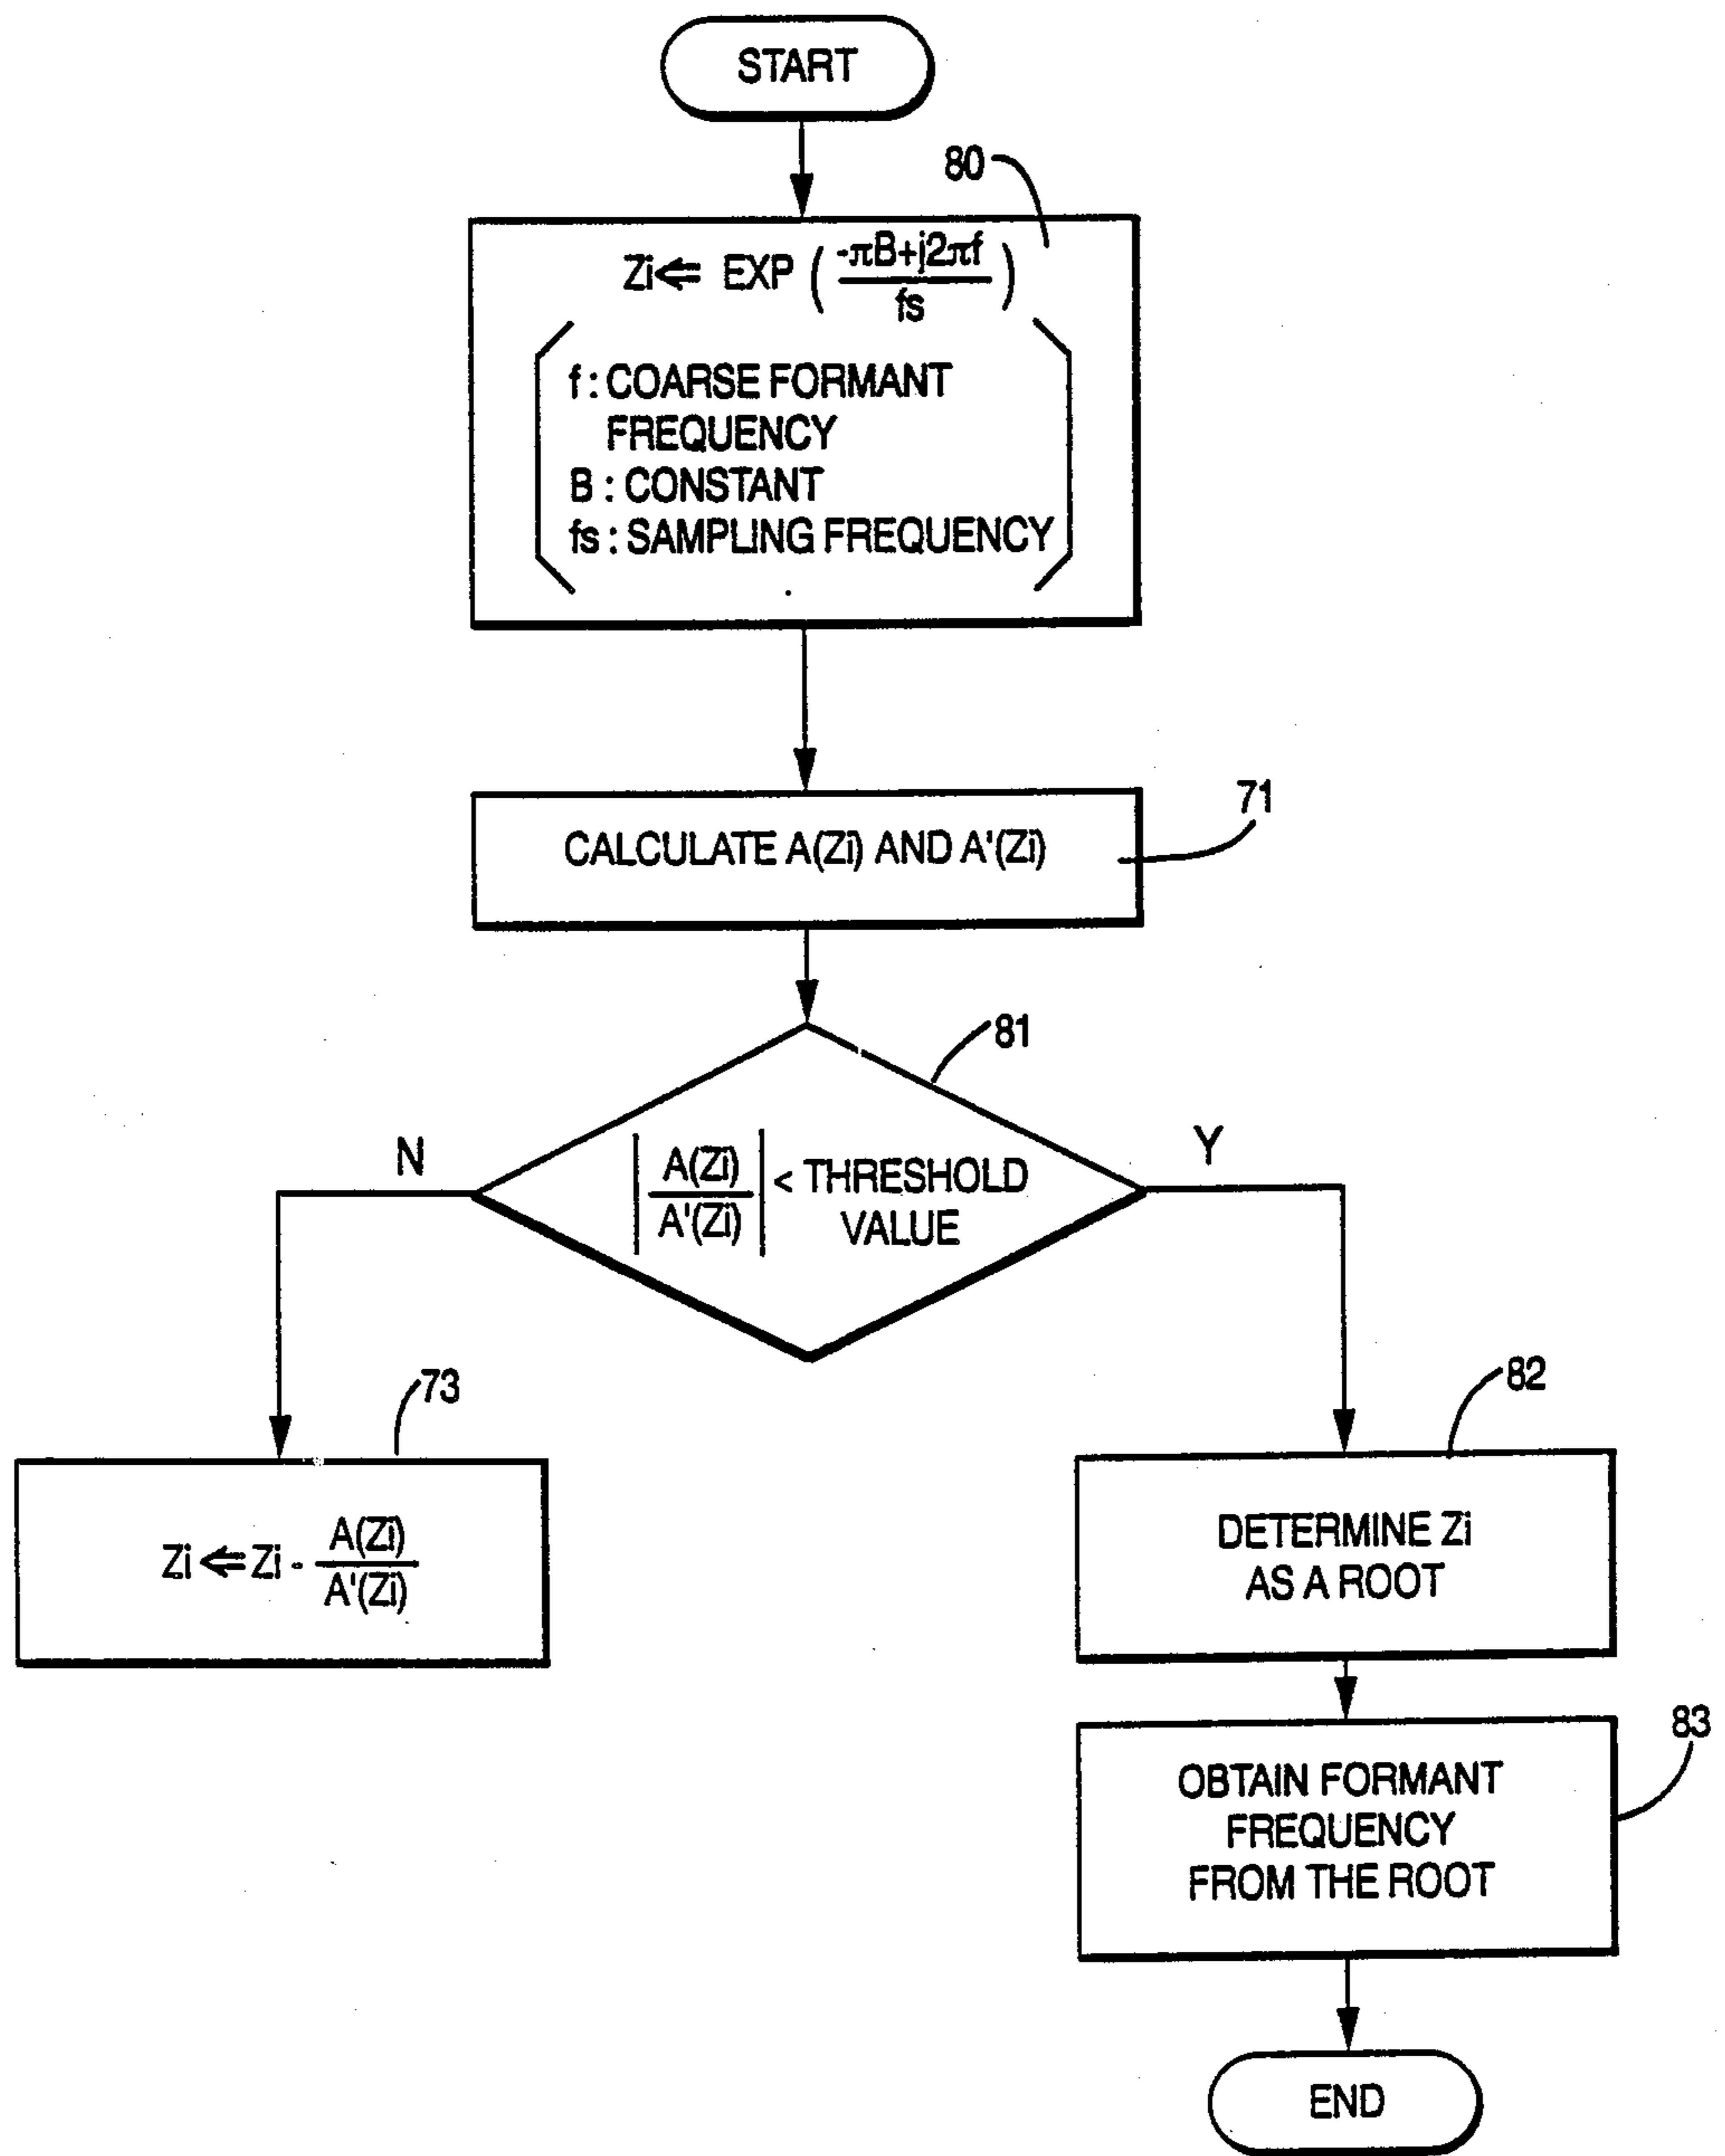 START
80
Zi ⇐ EXP ( -πB+j2πf / fs )
f : COARSE FORMANT
FREQUENCY
B : CONSTANT
fs : SAMPLING FREQUENCY
71
CALCULATE A(Zi) AND A'(Zi)
81
N
Y
| A(Zi) / A'(Zi) | < THRESHOLD
VALUE
73
Zi ⇐ Zi - A(Zi) / A'(Zi)
82
DETERMINE Zi
AS A ROOT
83
OBTAIN FORMANT
FREQUENCY
FROM THE ROOT
END